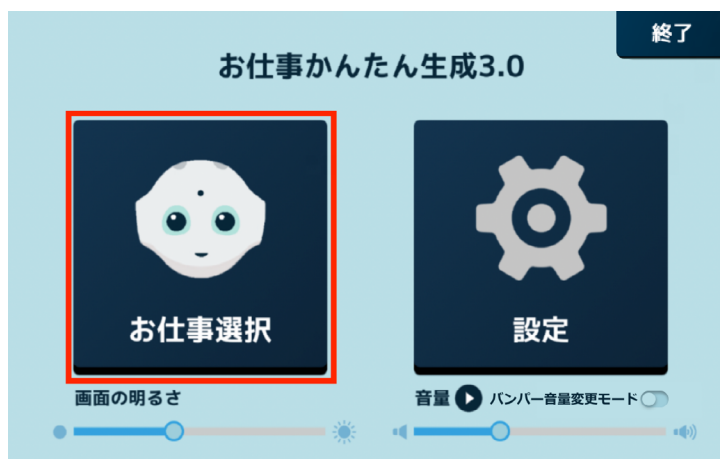 終了
お仕事かんたん生成3.0
お仕事選択
設定
画面の明るさ
音量 バンパー音量変更モード